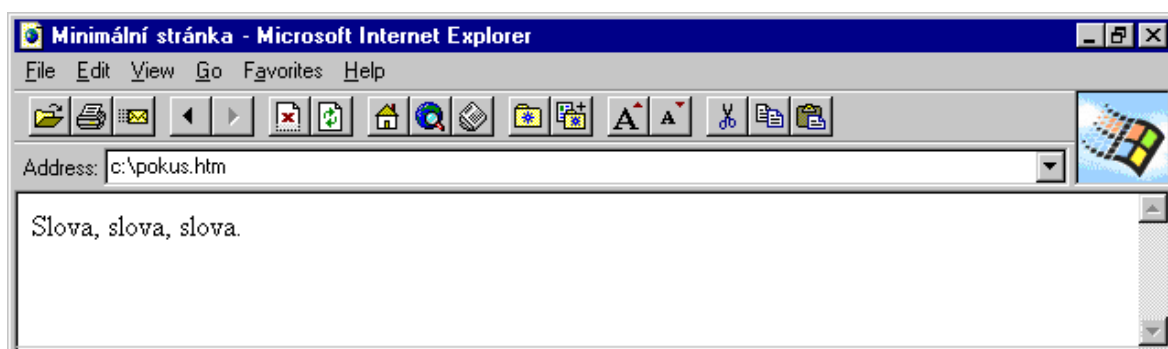 Minimální stránka - Microsoft Internet Explorer
File Edit View Go Favorites Help
A A
Address: c:\pokus.htm
Slova, slova, slova.